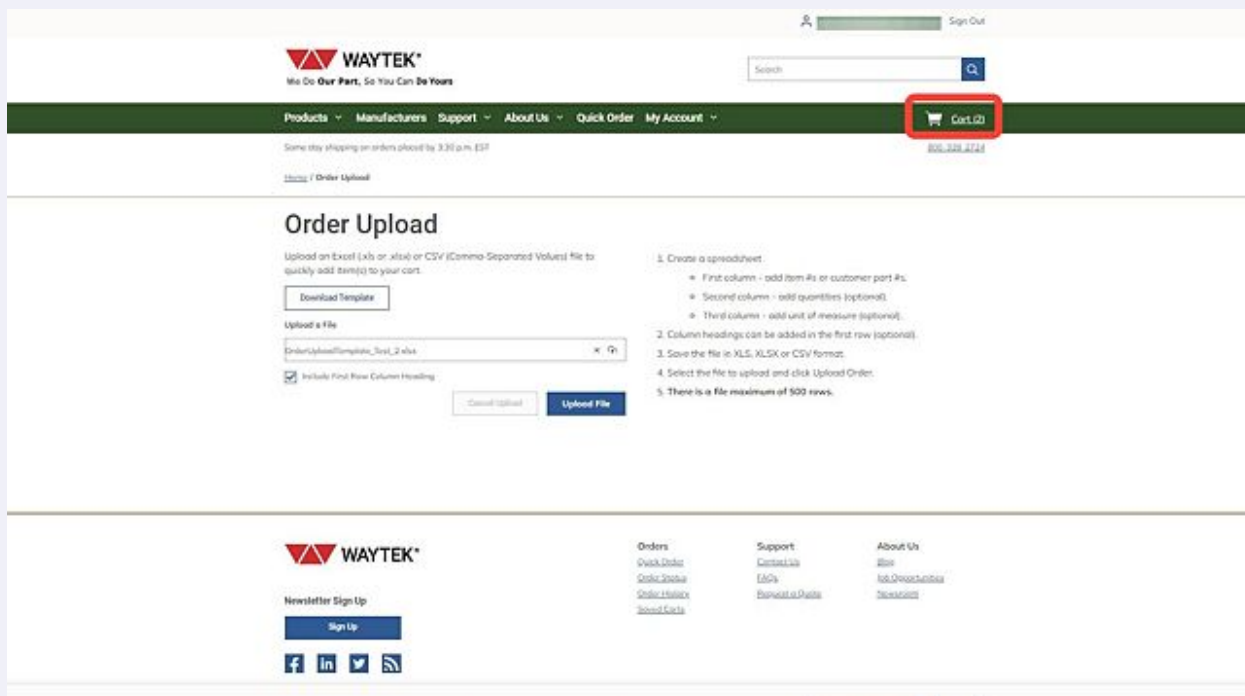 Sign Out
WAYTEK
We Do Our Part, So You Can Do Yours
Search
Products Manufacturers Support About Us Quick Order My Account
Cart (2)
Same day shipping on orders placed by 3:30 p.m. EST
800-328-2724
Home / Order Upload
Order Upload
Upload an Excel (.xls or .xlsx) or CSV (Comma-Separated Values) file to
quickly add item(s) to your cart.
Download Template
Upload a File
OrderUploadTemplate_Test_2.xlsx
Include First Row Column Heading
Cancel Upload
Upload File
1. Create a spreadsheet
First column - add item #s or customer part #s.
Second column - add quantities (optional).
Third column - add unit of measure (optional).
2. Column headings can be added in the first row (optional).
3. Save the file in XLS, XLSX or CSV format.
4. Select the file to upload and click Upload Order.
5. There is a file maximum of 500 rows.
WAYTEK
Newsletter Sign Up
Sign Up
Orders
Quick Order
Order Status
Order History
Saved Carts
Support
Contact Us
FAQs
Request a Quote
About Us
Blog
Job Opportunities
Newsroom